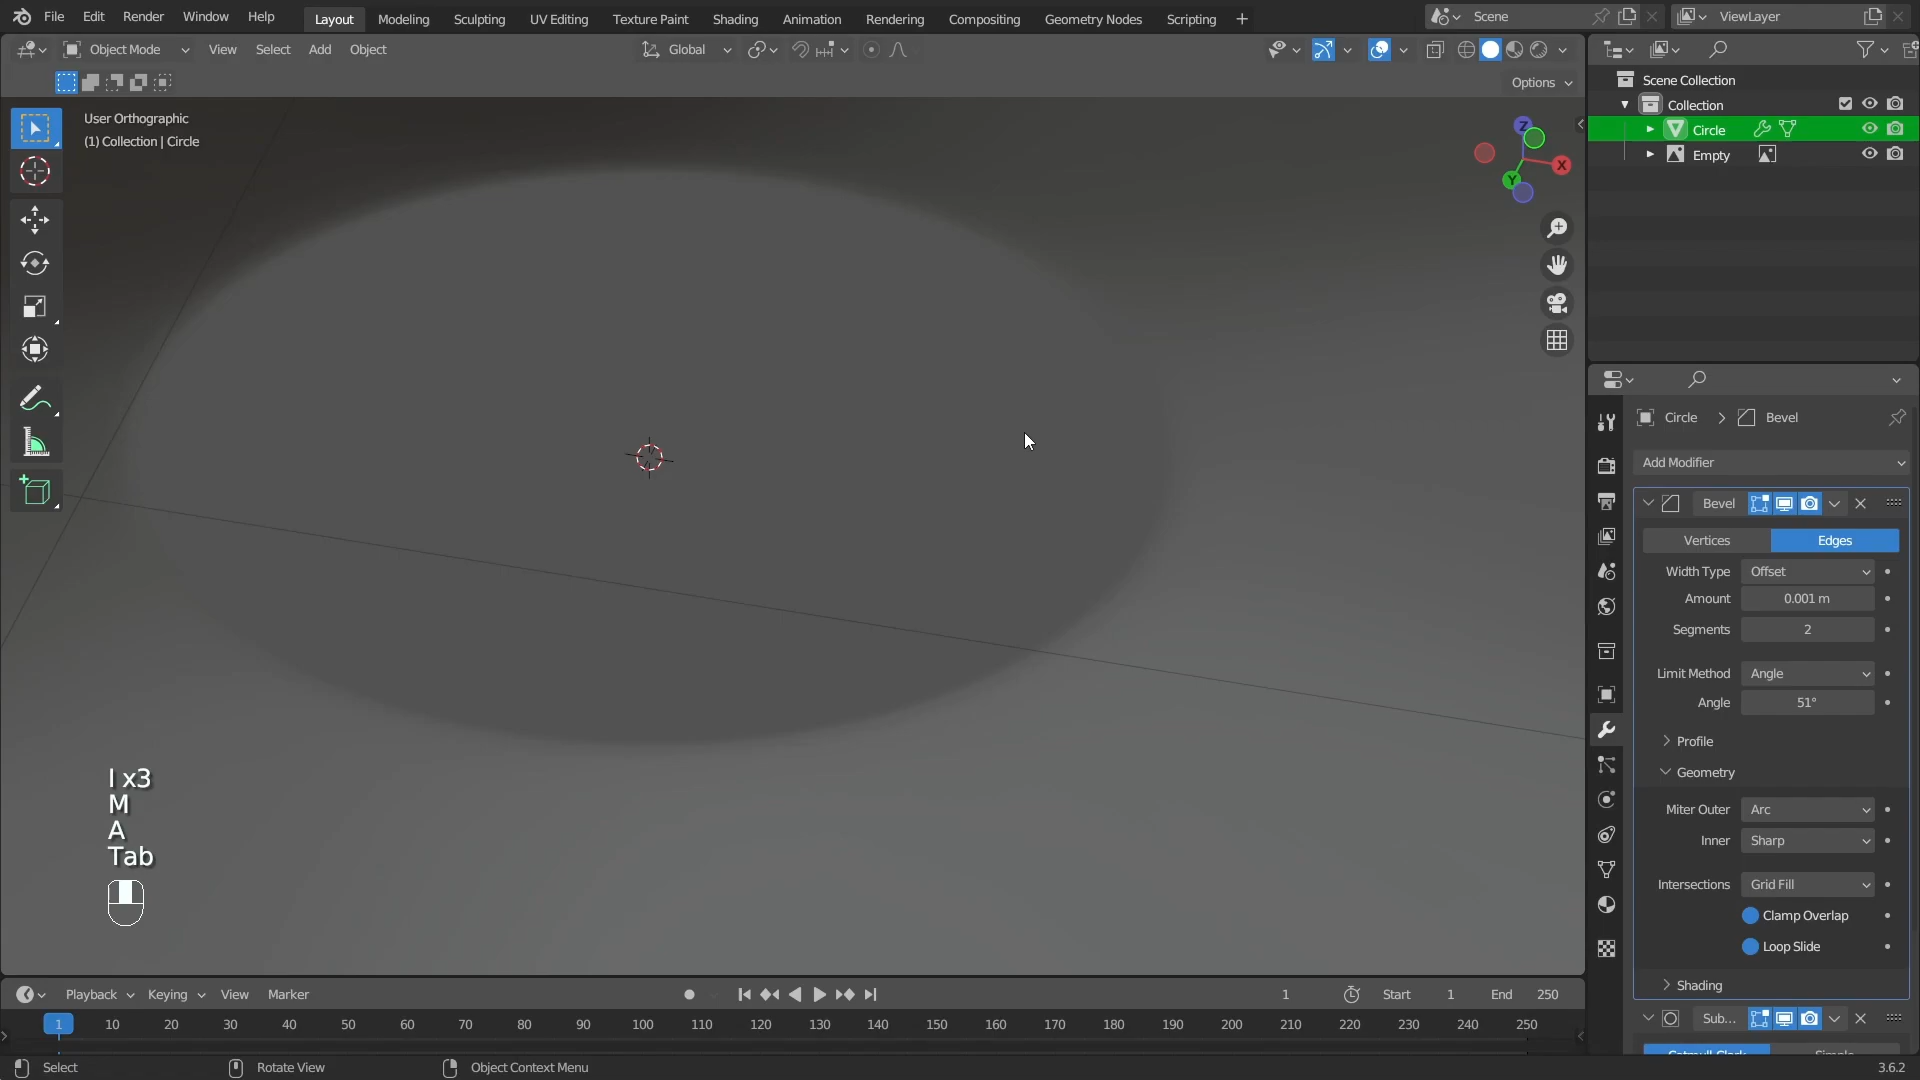 File Edit Render Window Help Layout Modeling Sculpting UV Editing Texture Paint Shading Animation Rendering Compositing Geometry Nodes Scripting + Scene ViewLayer
Object Mode View Select Add Object Global
Options
User Orthographic
(1) Collection | Circle
Z
X
Y
I x3
M
A
Tab
Scene Collection
Collection
Circle
Empty
Circle > Bevel
Add Modifier
Bevel
Vertices Edges
Width Type Offset
Amount 0.001 m
Segments 2
Limit Method Angle
Angle 51°
Profile
Geometry
Miter Outer Arc
Inner Sharp
Intersections Grid Fill
Clamp Overlap
Loop Slide
Shading
Sub...
Playback Keying View Marker 1 Start 1 End 250
1 10 20 30 40 50 60 70 80 90 100 110 120 130 140 150 160 170 180 190 200 210 220 230 240 250
Select Rotate View Object Context Menu 3.6.2